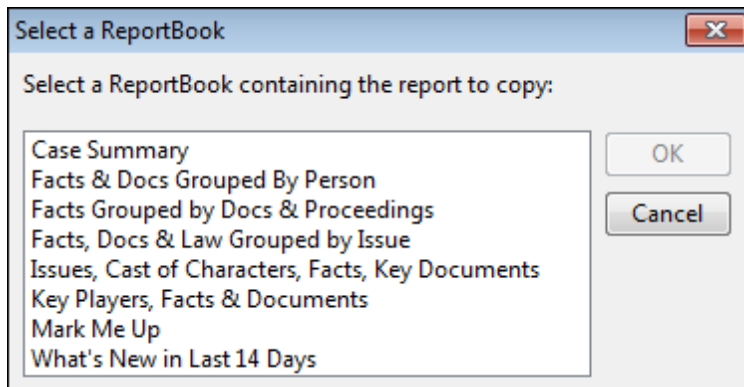 Select a ReportBook
Select a ReportBook containing the report to copy:
Case Summary
Facts & Docs Grouped By Person
Facts Grouped by Docs & Proceedings
Facts, Docs & Law Grouped by Issue
Issues, Cast of Characters, Facts, Key Documents
Key Players, Facts & Documents
Mark Me Up
What's New in Last 14 Days
OK
Cancel